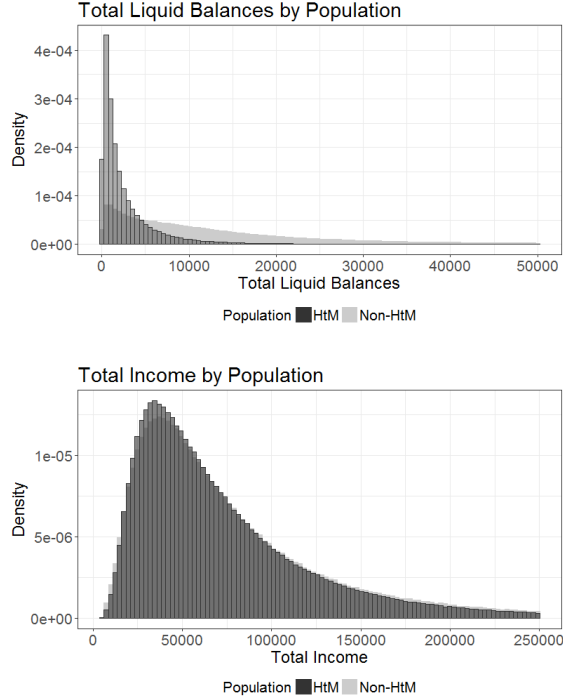 Total Liquid Balances by Population
Density
4e-04
3e-04
2e-04
1e-04
0e+00
0 10000 20000 30000 40000 50000
Total Liquid Balances
Population HtM Non-HtM
Total Income by Population
Density
1e-05
5e-06
0e+00
0 50000 100000 150000 200000 250000
Total Income
Population HtM Non-HtM